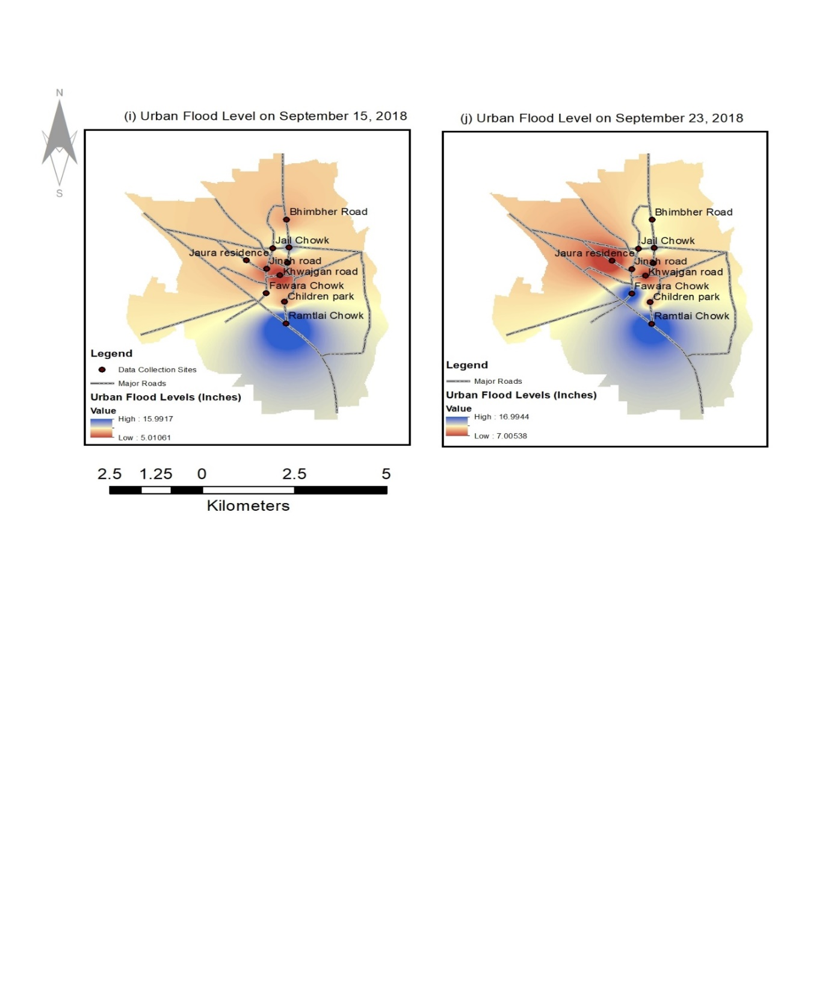 N
S
(i) Urban Flood Level on September 15, 2018
Bhimbher Road
Jail Chowk
Jaura residence
Jinah road
Khwajgan road
Fawara Chowk
Children park
Ramtlai Chowk
Legend
Data Collection Sites
Major Roads
Urban Flood Levels (Inches)
Value
High : 15.9917
Low : 5.01061
(j) Urban Flood Level on September 23, 2018
Bhimbher Road
Jail Chowk
Jaura residence
Jinah road
Khwajgan road
Fawara Chowk
Children park
Ramtlai Chowk
Legend
Major Roads
Urban Flood Levels (Inches)
Value
High : 16.9944
Low : 7.00538
2.5 1.25 0 2.5 5
Kilometers